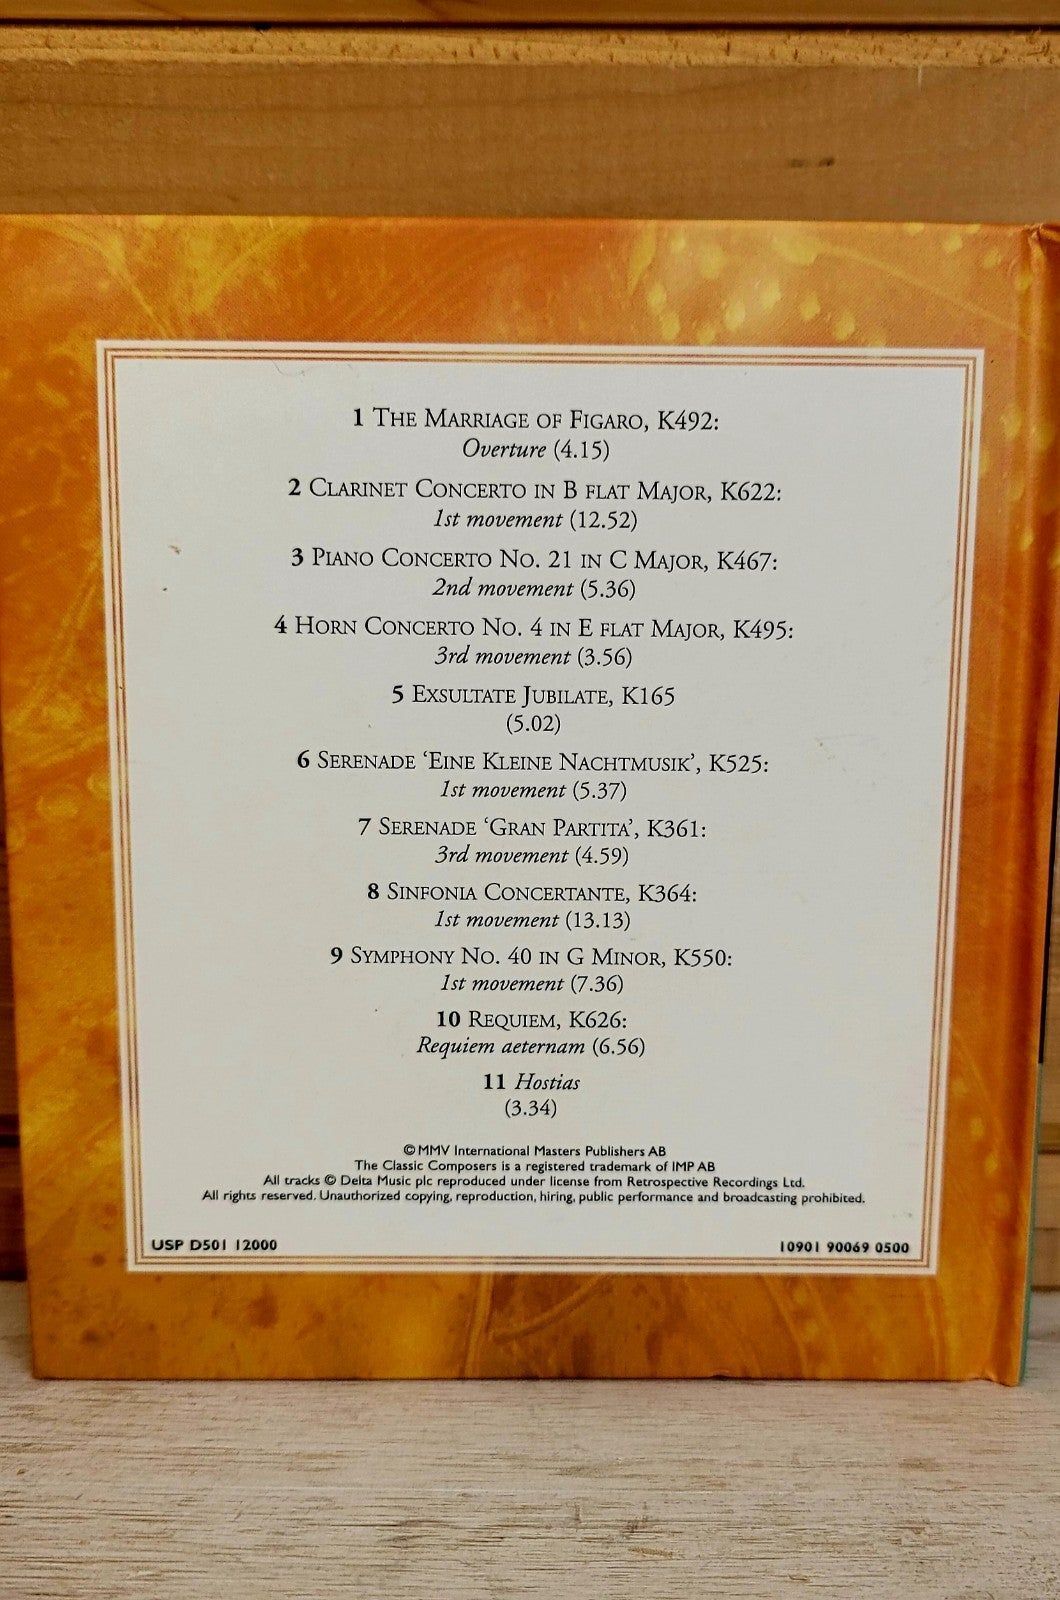 1 The Marriage of Figaro, K492:
Overture (4.15)
2 Clarinet Concerto in B flat Major, K622:
1st movement (12.52)
3 Piano Concerto No. 21 in C Major, K467:
2nd movement (5.36)
4 Horn Concerto No. 4 in E flat Major, K495:
3rd movement (3.56)
5 Exsultate Jubilate, K165
(5.02)
6 Serenade ‘Eine Kleine Nachtmusik’, K525:
1st movement (5.37)
7 Serenade ‘Gran Partita’, K361:
3rd movement (4.59)
8 Sinfonia Concertante, K364:
1st movement (13.13)
9 Symphony No. 40 in G Minor, K550:
1st movement (7.36)
10 Requiem, K626:
Requiem aeternam (6.56)
11 Hostias
(3.34)
© MMV International Masters Publishers AB
The Classic Composers is a registered trademark of IMP AB
All tracks © Delta Music plc reproduced under license from Retrospective Recordings Ltd.
All rights reserved. Unauthorized copying, reproduction, hiring, public performance and broadcasting prohibited.
USP D501 12000
10901 90069 0500